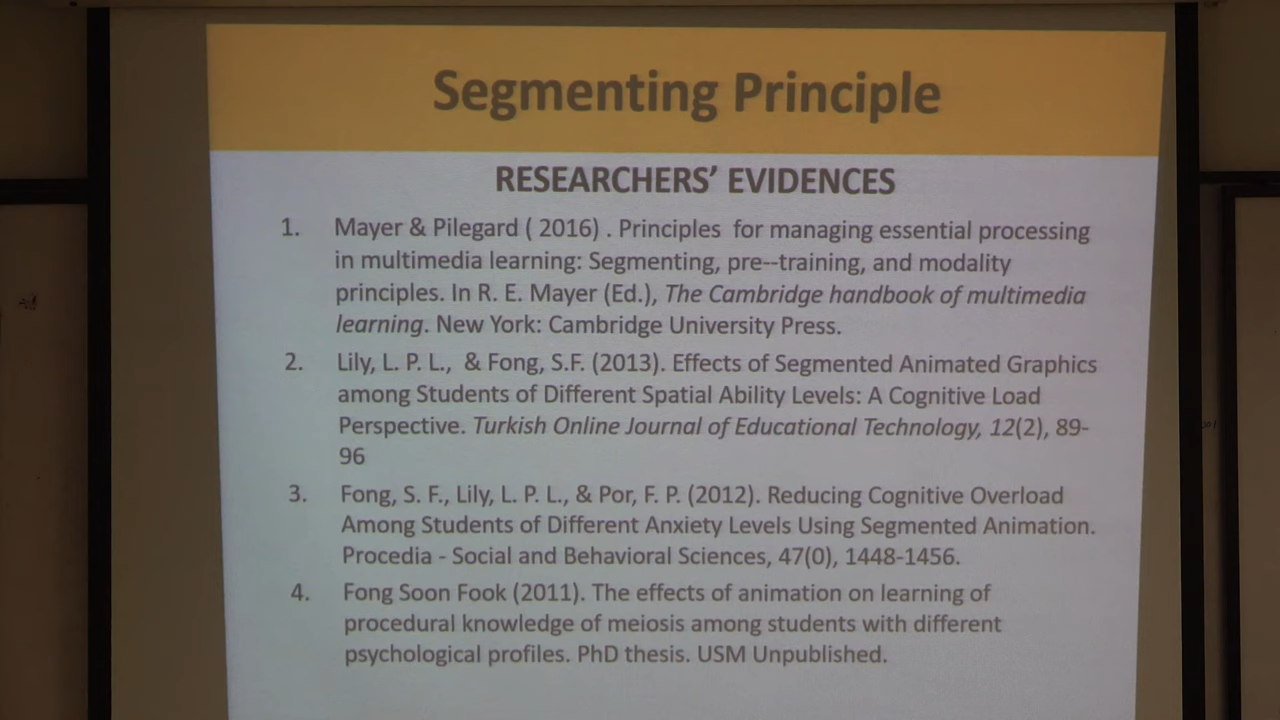 Segmenting Principle
RESEARCHERS’ EVIDENCES
1. Mayer & Pilegard ( 2016) . Principles for managing essential processing
in multimedia learning: Segmenting, pre--training, and modality
principles. In R. E. Mayer (Ed.), The Cambridge handbook of multimedia
learning. New York: Cambridge University Press.
2. Lily, L. P. L., & Fong, S.F. (2013). Effects of Segmented Animated Graphics
among Students of Different Spatial Ability Levels: A Cognitive Load
Perspective. Turkish Online Journal of Educational Technology, 12(2), 89-
96
3. Fong, S. F., Lily, L. P. L., & Por, F. P. (2012). Reducing Cognitive Overload
Among Students of Different Anxiety Levels Using Segmented Animation.
Procedia - Social and Behavioral Sciences, 47(0), 1448-1456.
4. Fong Soon Fook (2011). The effects of animation on learning of
procedural knowledge of meiosis among students with different
psychological profiles. PhD thesis. USM Unpublished.